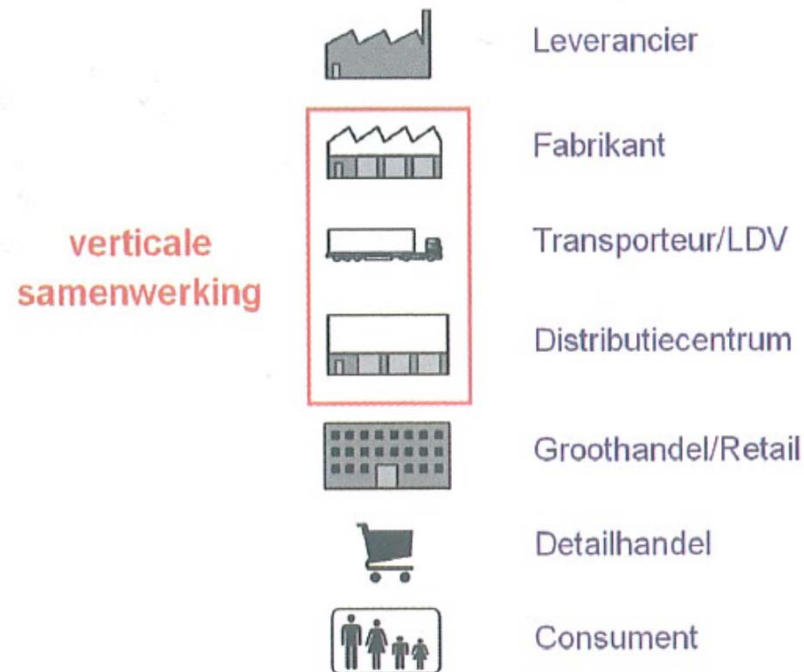 Leverancier
Fabrikant
verticale
samenwerking
Transporteur/LDV
Distributiecentrum
Groothandel/Retail
Detailhandel
Consument